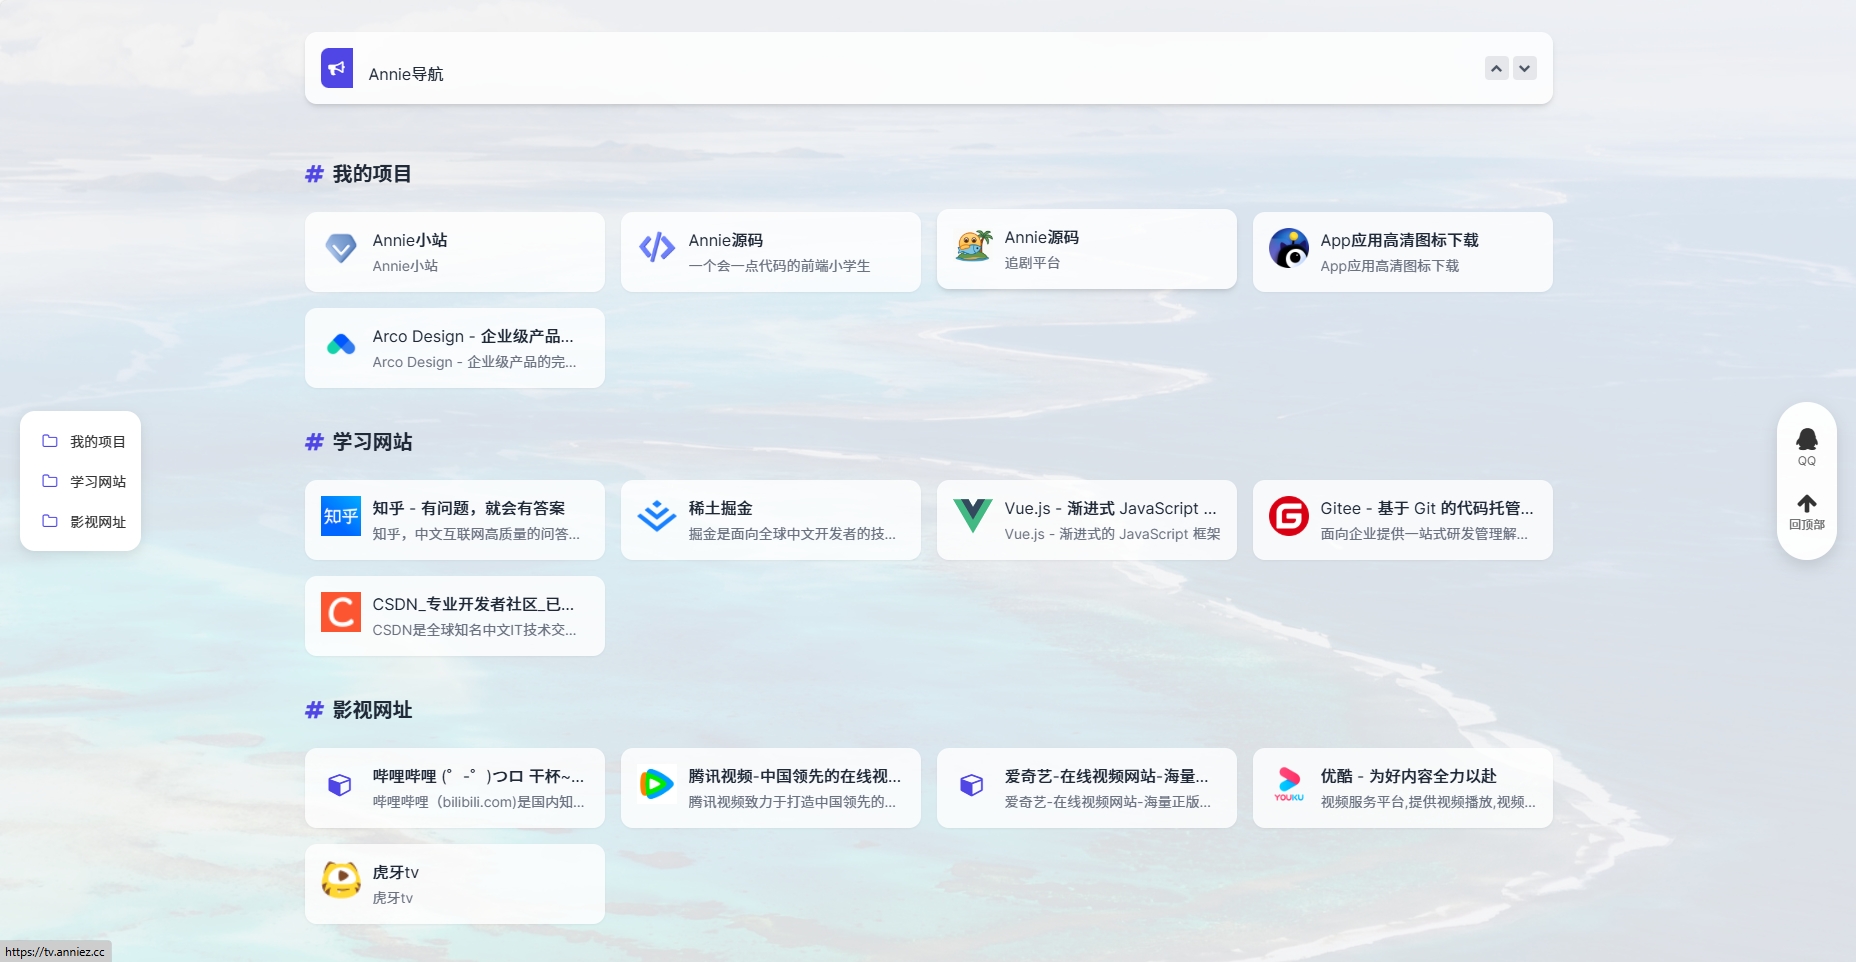 Annie导航
# 我的项目
Annie小站
Annie小站
Annie源码
一个会一点代码的前端小学生
Annie源码
追剧平台
App应用高清图标下载
App应用高清图标下载
Arco Design - 企业级产品...
Arco Design - 企业级产品的完...
我的项目
学习网站
影视网址
QQ
回顶部
# 学习网站
知乎
知乎 - 有问题，就会有答案
知乎，中文互联网高质量的问答...
稀土掘金
掘金是面向全球中文开发者的技...
Vue.js - 渐进式 JavaScript ...
Vue.js - 渐进式的 JavaScript 框架
G
Gitee - 基于 Git 的代码托管...
面向企业提供一站式研发管理解...
C
CSDN_专业开发者社区_已...
CSDN是全球知名中文IT技术交...
# 影视网址
哔哩哔哩 (゜-゜)つロ 干杯~...
哔哩哔哩（bilibili.com)是国内知...
腾讯视频-中国领先的在线视...
腾讯视频致力于打造中国领先的...
爱奇艺-在线视频网站-海量...
爱奇艺-在线视频网站-海量正版...
YOUKU
优酷 - 为好内容全力以赴
视频服务平台,提供视频播放,视频...
虎牙tv
虎牙tv
https://tv.anniez.cc